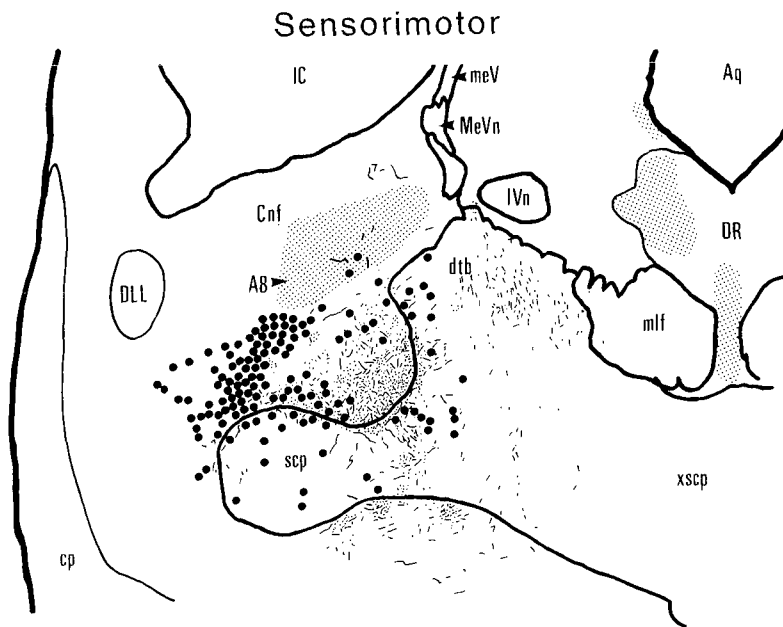 Sensorimotor
IC
meV
Aq
MeVn
IVn
Cnf
DR
dtb
A8
DLL
mlf
scp
xscp
cp